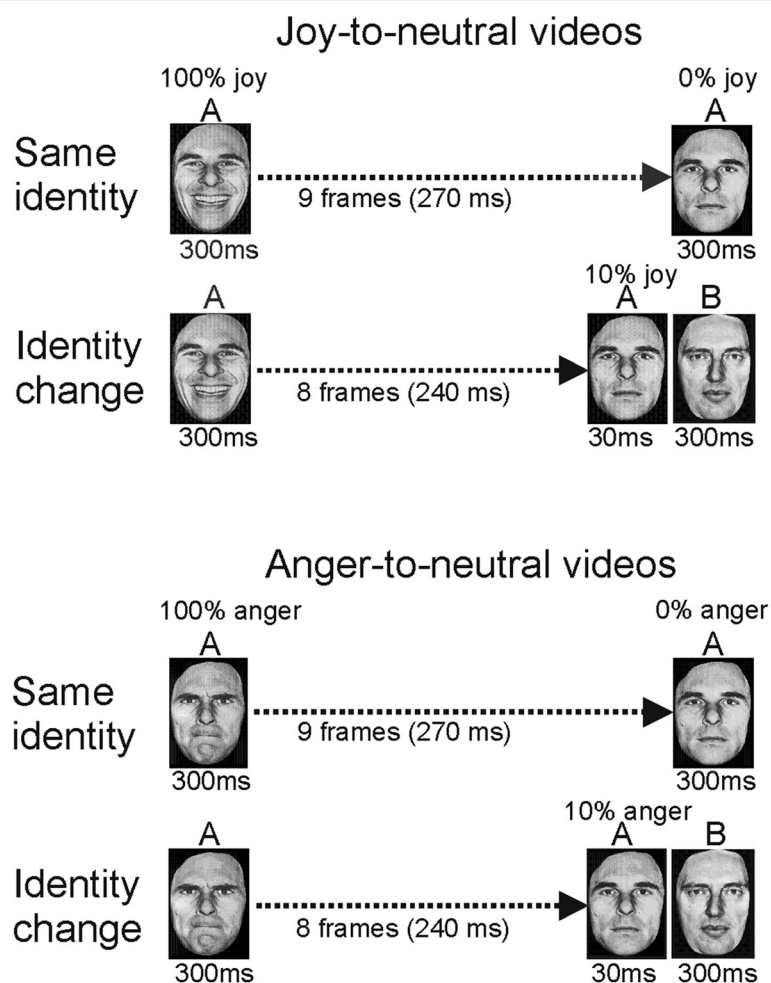 Joy-to-neutral videos
100% joy
0% joy
A
A
Same
identity
9 frames (270 ms)
300ms
300ms
10% joy
A
A
B
Identity
change
8 frames (240 ms)
300ms
30ms
300ms
Anger-to-neutral videos
100% anger
0% anger
A
A
Same
identity
9 frames (270 ms)
300ms
300ms
10% anger
A
A
B
Identity
change
8 frames (240 ms)
300ms
30ms
300ms